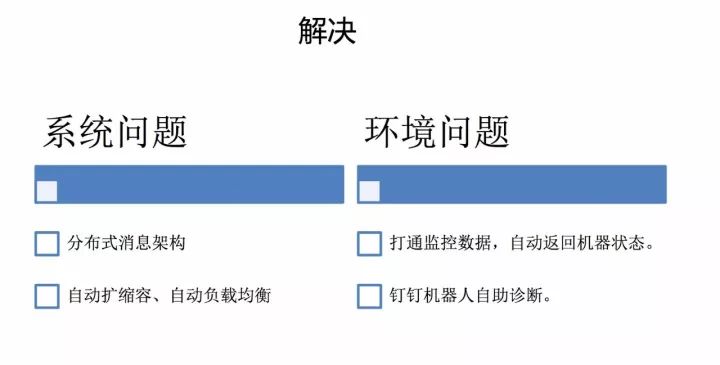 解决
系统问题
分布式消息架构
自动扩缩容、自动负载均衡
环境问题
打通监控数据，自动返回机器状态。
钉钉机器人自助诊断。